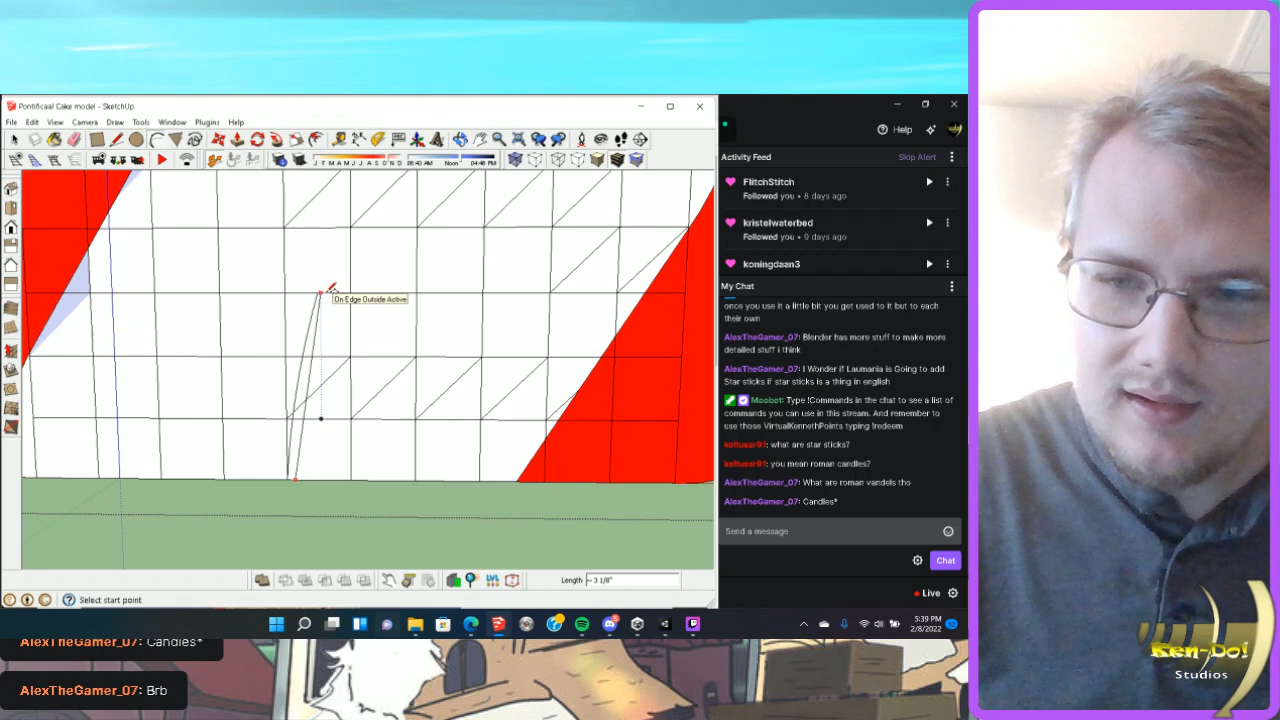 Pontificaal Cake model - SketchUp
File Edit View Camera Draw Tools Window Plugins Help
J F M A M J J A S O N D 06:43 AM Noon 04:46 PM
On Edge Outside Active
Length ~ 3 1/8"
Select start point
Help
Activity Feed
Skip Alert
FlitchStitch
Followed you • 8 days ago
kristelwaterbed
Followed you • 9 days ago
koningdaan3
My Chat
once you use it a little bit you get used to it but to each
their own
AlexTheGamer_07: Blender has more stuff to make more
detailed stuff i think
AlexTheGamer_07: I Wonder if Laumania is Going to add
Star sticks if star sticks is a thing in english
Moobot: Type !Commands in the chat to see a list of
commands you can use in this stream. And remember to
use those VirtualKennethPoints typing !redeem
keltuser91: what are star sticks?
keltuser91: you mean roman candles?
AlexTheGamer_07: What are roman vandels tho
AlexTheGamer_07: Candles*
Send a message
Chat
Live
5:39 PM
2/8/2022
AlexTheGamer_07: Candles*
AlexTheGamer_07: Brb
Ken-Do!
Studios